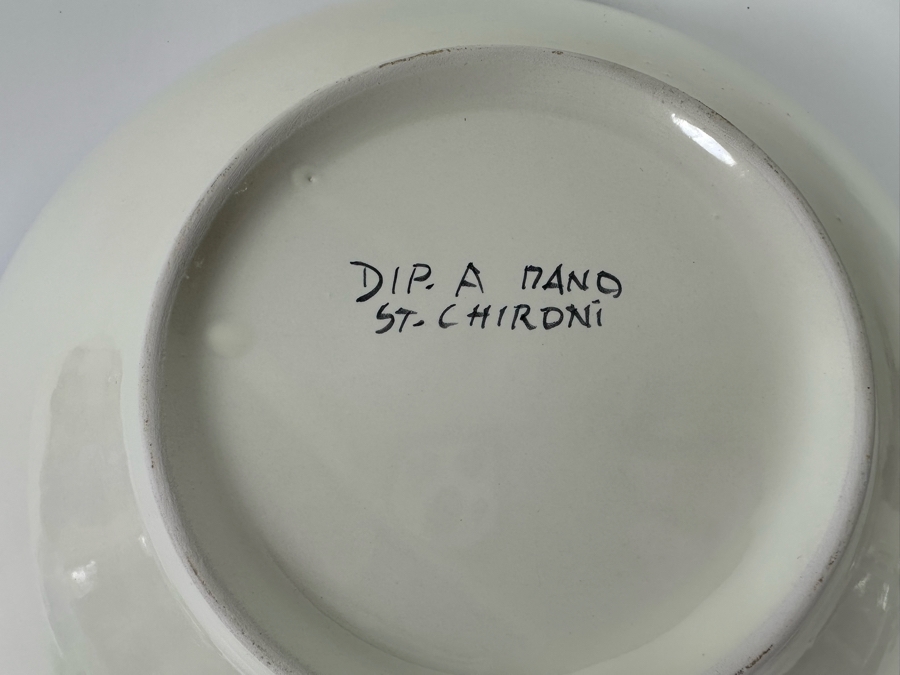 DIP. A MANO
ST. CHIRONi